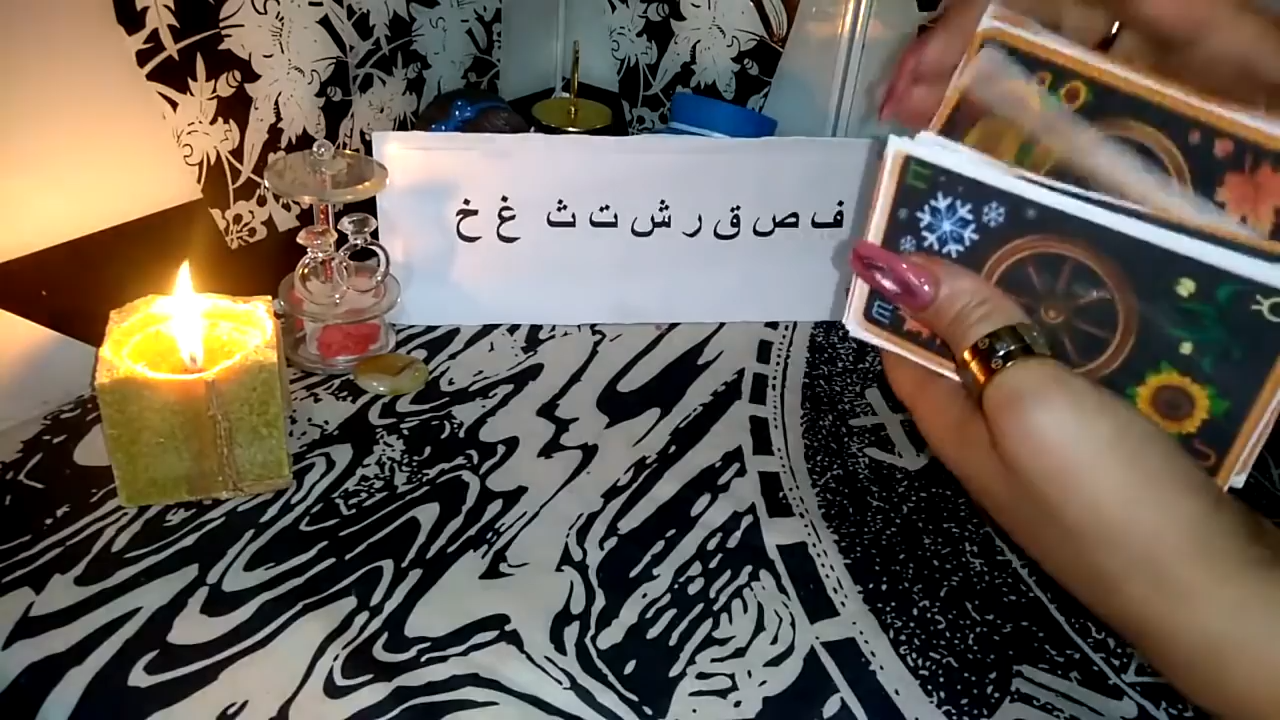 ف ص ق ر ش ت ث غ خ